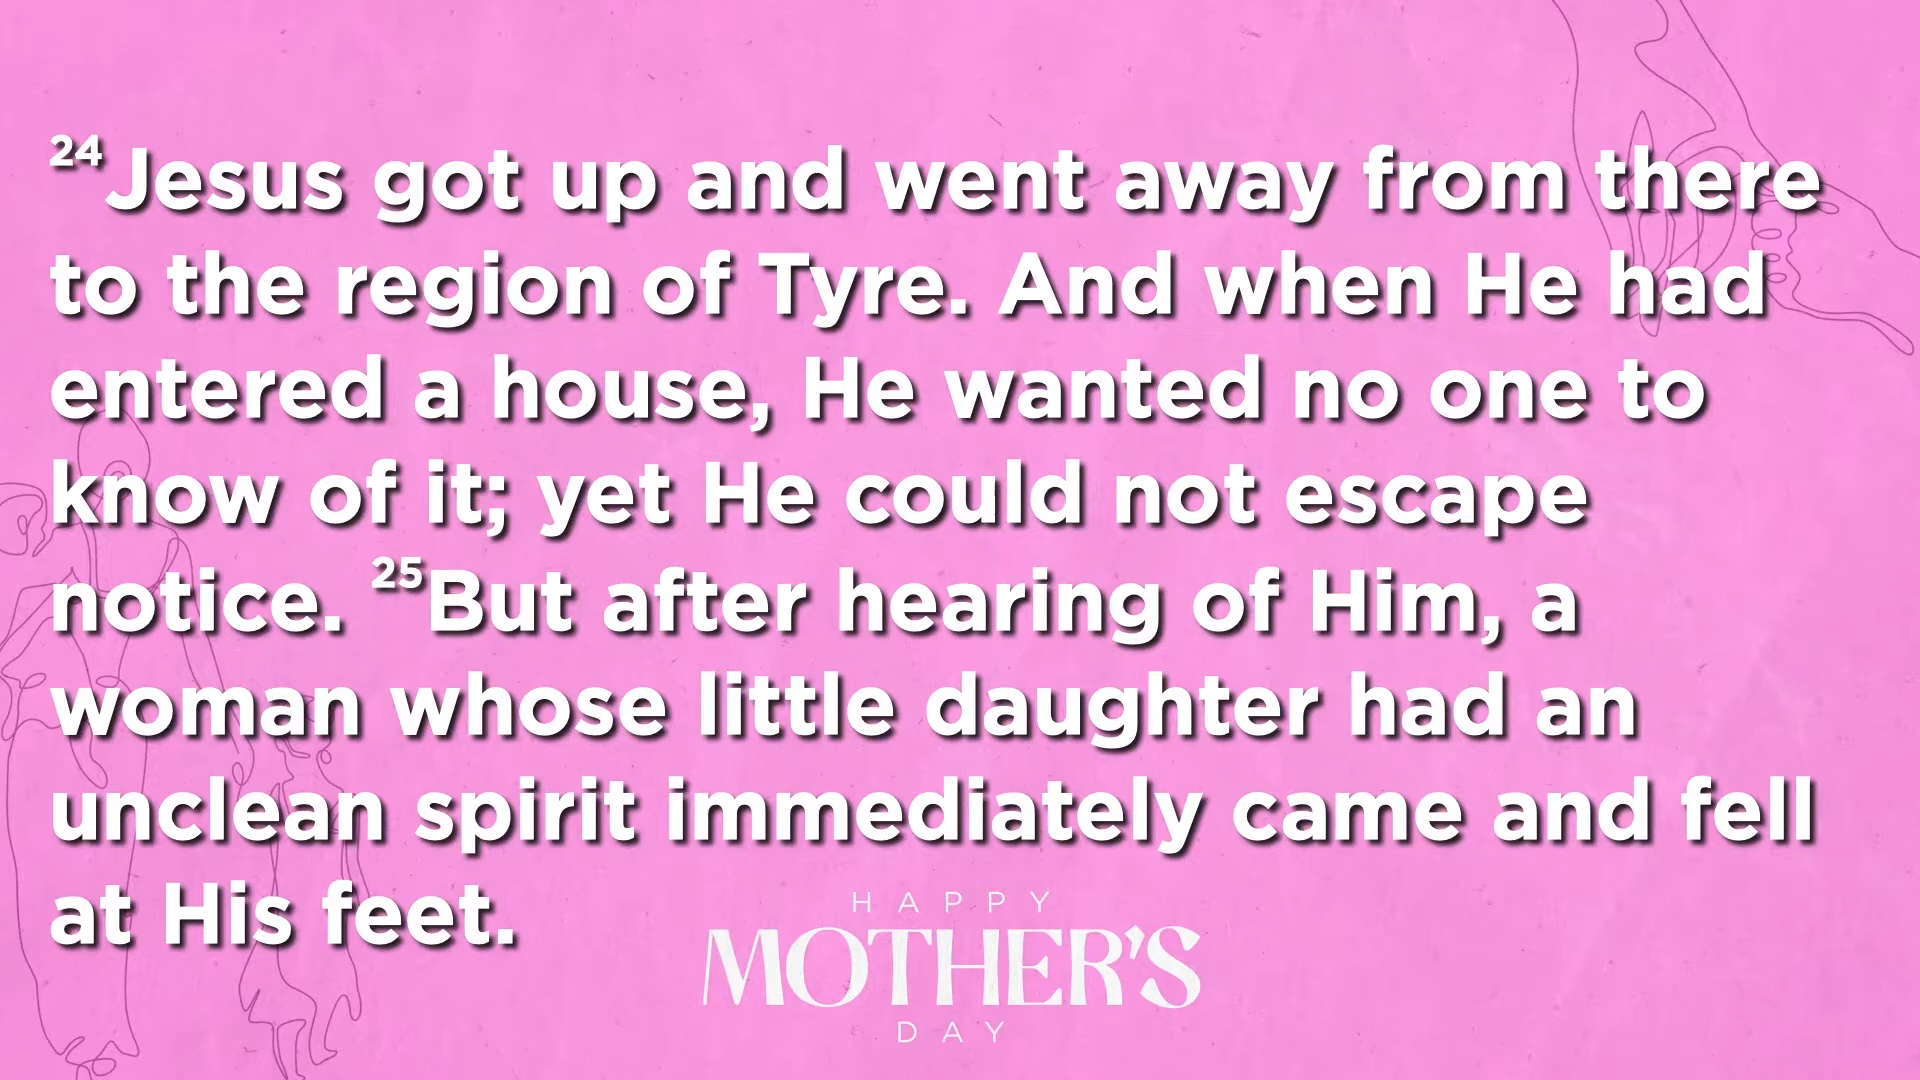 24Jesus got up and went away from there
to the region of Tyre. And when He had
entered a house, He wanted no one to
know of it; yet He could not escape
notice. 25But after hearing of Him, a
woman whose little daughter had an
unclean spirit immediately came and fell
at His feet.
HAPPY
MOTHER'S
DAY